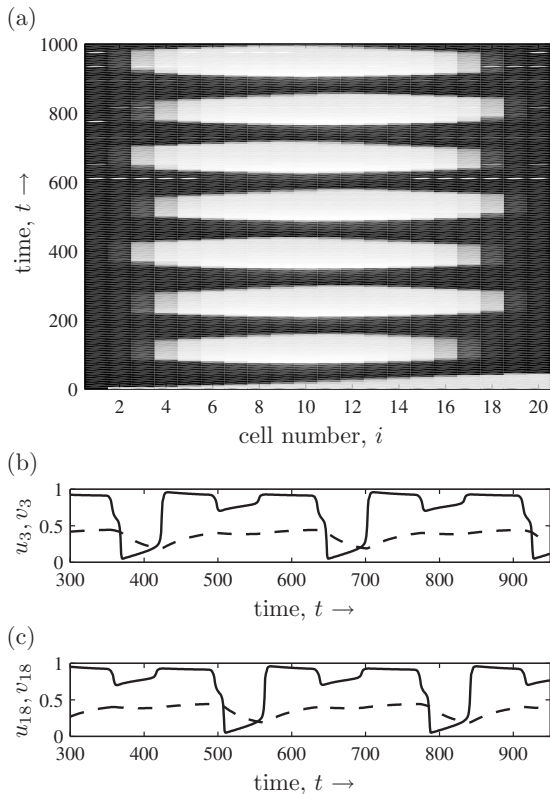 (a)
1000
800
600
400
200
0
time, t →
2 4 6 8 10 12 14 16 18 20
cell number, i
(b)
1
0.5
0
u₃, v₃
300 400 500 600 700 800 900
time, t →
(c)
1
0.5
0
u₁₈, v₁₈
300 400 500 600 700 800 900
time, t →